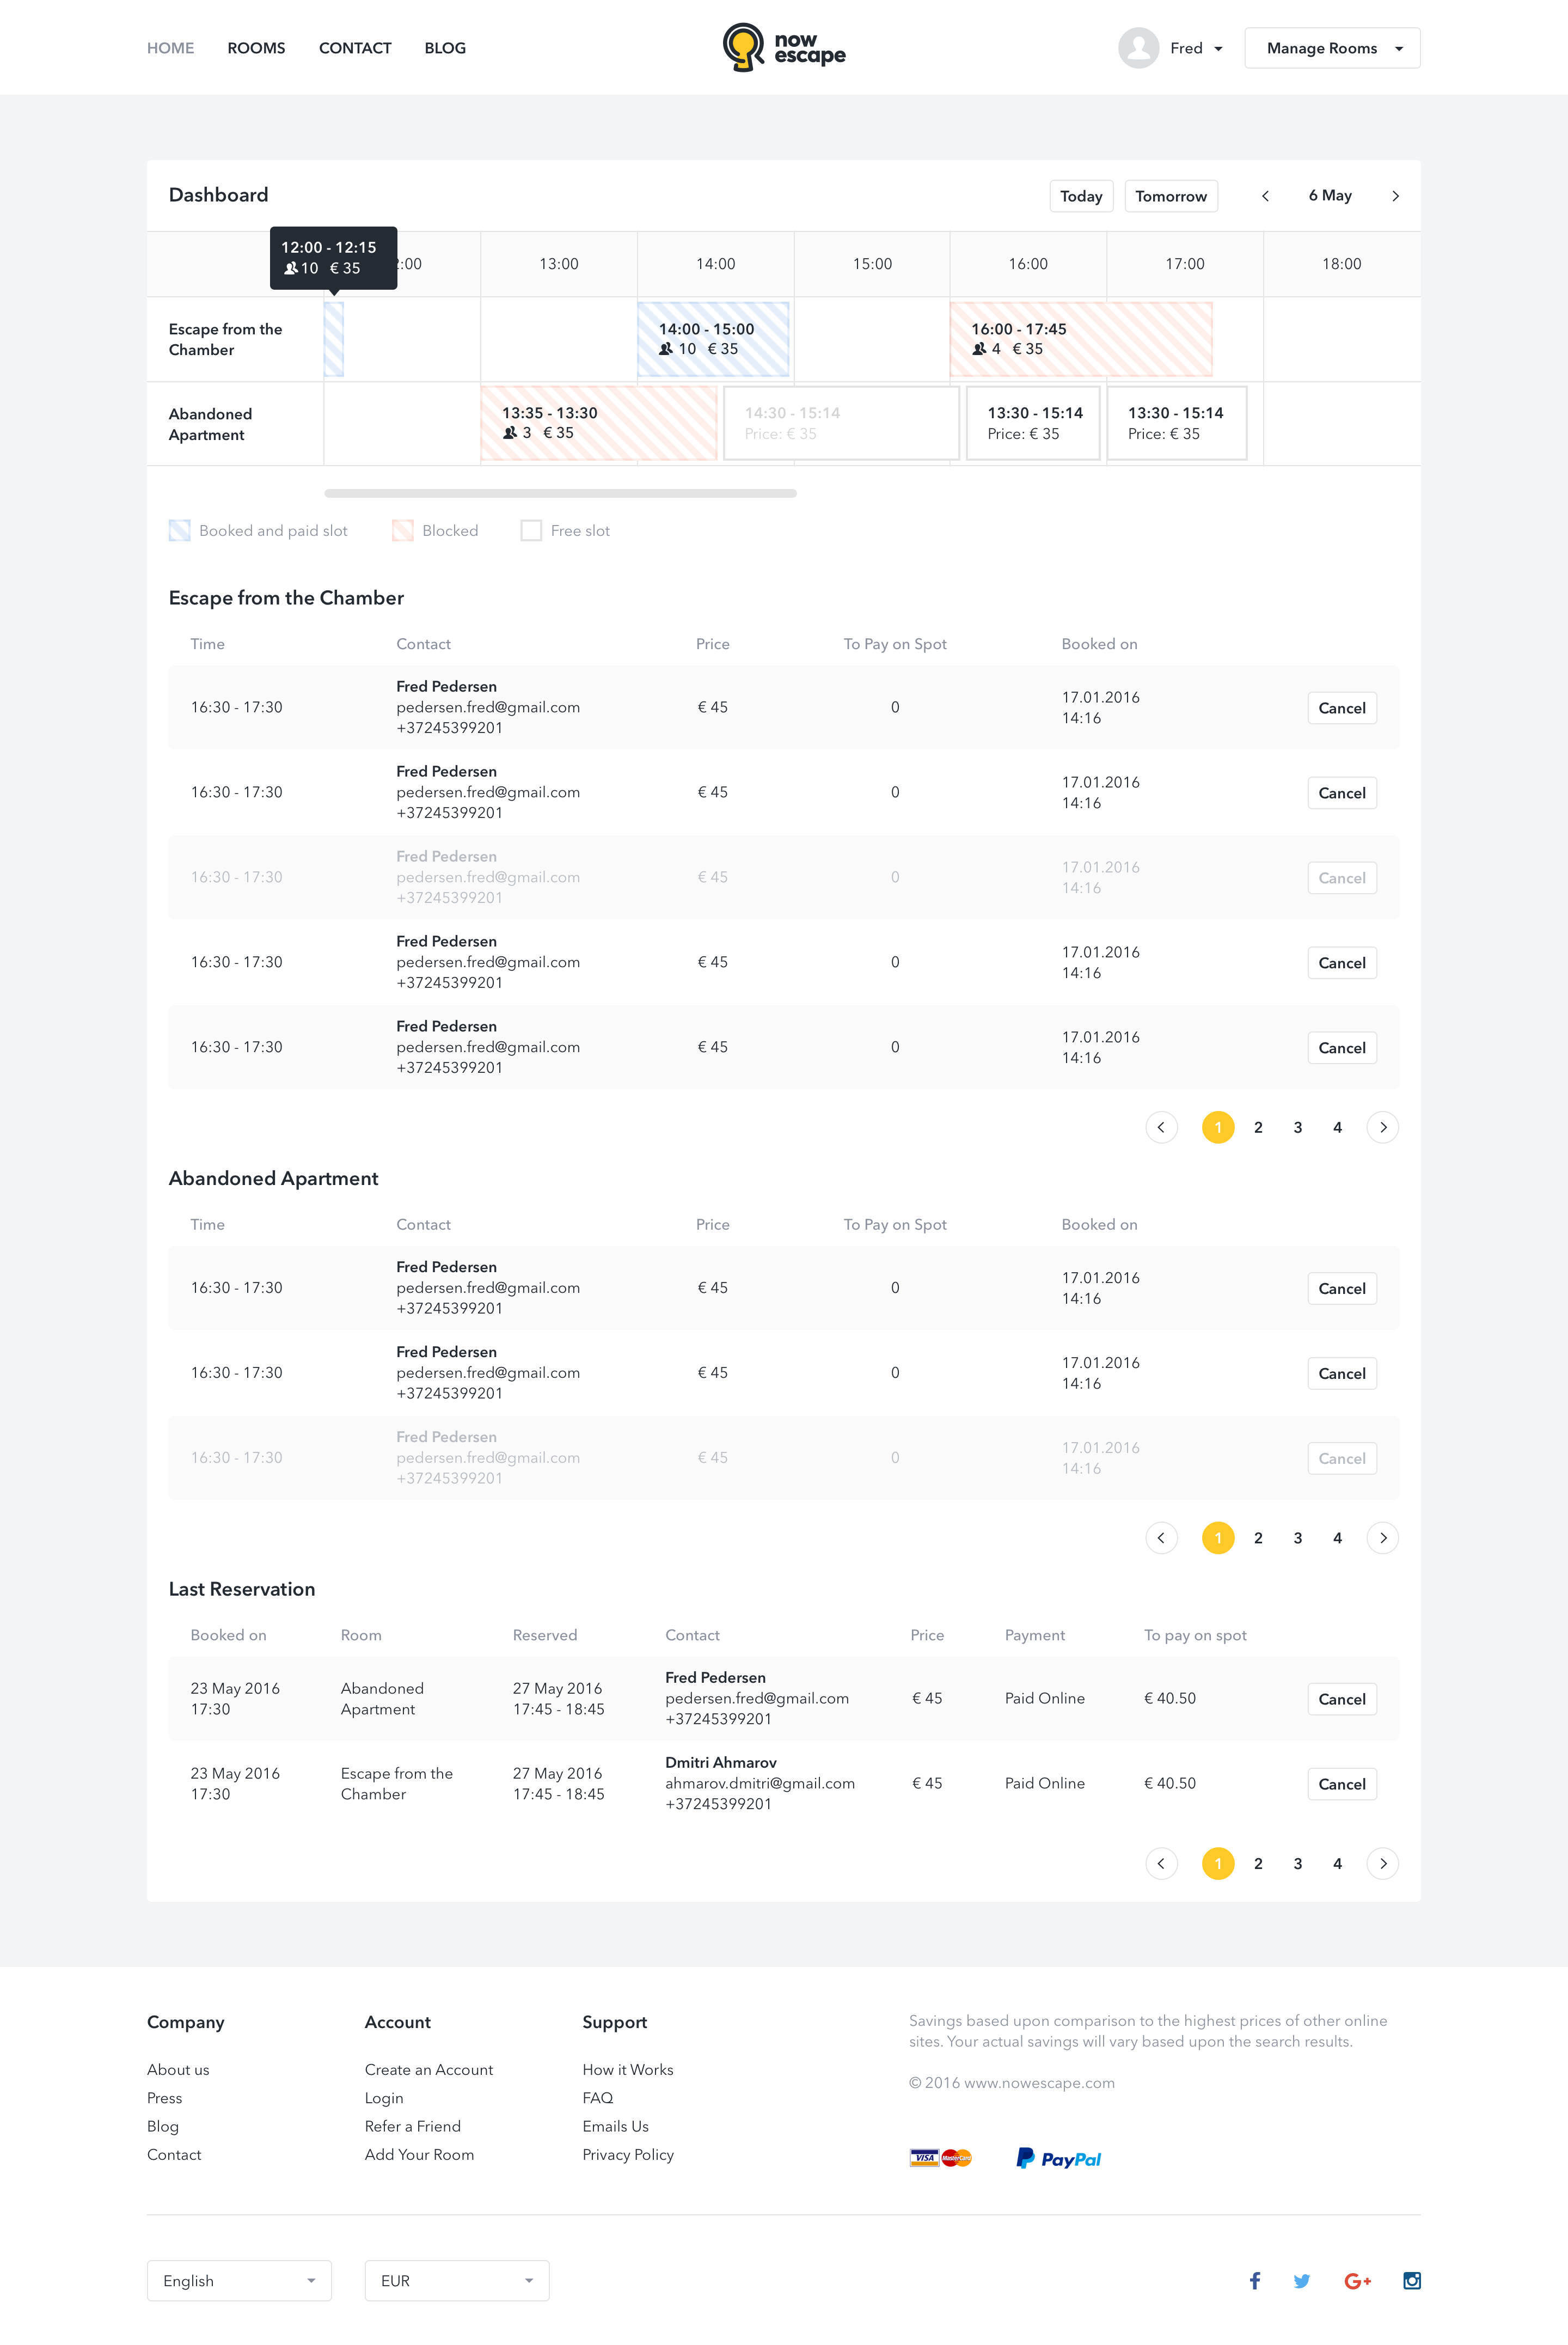 HOME ROOMS CONTACT BLOG
now
escape
Fred
Manage Rooms
Dashboard
Today Tomorrow 6 May
12:00 - 12:15
10 € 35
:00 13:00 14:00 15:00 16:00 17:00 18:00
Escape from the
Chamber
14:00 - 15:00
10 € 35
16:00 - 17:45
4 € 35
Abandoned
Apartment
13:35 - 13:30
3 € 35
14:30 - 15:14
Price: € 35
13:30 - 15:14
Price: € 35
13:30 - 15:14
Price: € 35
Booked and paid slot Blocked Free slot
Escape from the Chamber
Time Contact Price To Pay on Spot Booked on
16:30 - 17:30
Fred Pedersen
pedersen.fred@gmail.com
+37245399201
€ 45
0
17.01.2016
14:16
Cancel
16:30 - 17:30
Fred Pedersen
pedersen.fred@gmail.com
+37245399201
€ 45
0
17.01.2016
14:16
Cancel
16:30 - 17:30
Fred Pedersen
pedersen.fred@gmail.com
+37245399201
€ 45
0
17.01.2016
14:16
Cancel
16:30 - 17:30
Fred Pedersen
pedersen.fred@gmail.com
+37245399201
€ 45
0
17.01.2016
14:16
Cancel
16:30 - 17:30
Fred Pedersen
pedersen.fred@gmail.com
+37245399201
€ 45
0
17.01.2016
14:16
Cancel
1 2 3 4
Abandoned Apartment
Time Contact Price To Pay on Spot Booked on
16:30 - 17:30
Fred Pedersen
pedersen.fred@gmail.com
+37245399201
€ 45
0
17.01.2016
14:16
Cancel
16:30 - 17:30
Fred Pedersen
pedersen.fred@gmail.com
+37245399201
€ 45
0
17.01.2016
14:16
Cancel
16:30 - 17:30
Fred Pedersen
pedersen.fred@gmail.com
+37245399201
€ 45
0
17.01.2016
14:16
Cancel
1 2 3 4
Last Reservation
Booked on Room Reserved Contact Price Payment To pay on spot
23 May 2016
17:30
Abandoned
Apartment
27 May 2016
17:45 - 18:45
Fred Pedersen
pedersen.fred@gmail.com
+37245399201
€ 45
Paid Online
€ 40.50
Cancel
23 May 2016
17:30
Escape from the
Chamber
27 May 2016
17:45 - 18:45
Dmitri Ahmarov
ahmarov.dmitri@gmail.com
+37245399201
€ 45
Paid Online
€ 40.50
Cancel
1 2 3 4
Company
About us
Press
Blog
Contact
Account
Create an Account
Login
Refer a Friend
Add Your Room
Support
How it Works
FAQ
Emails Us
Privacy Policy
Savings based upon comparison to the highest prices of other online
sites. Your actual savings will vary based upon the search results.
© 2016 www.nowescape.com
VISA MasterCard PayPal
English
EUR
f G+